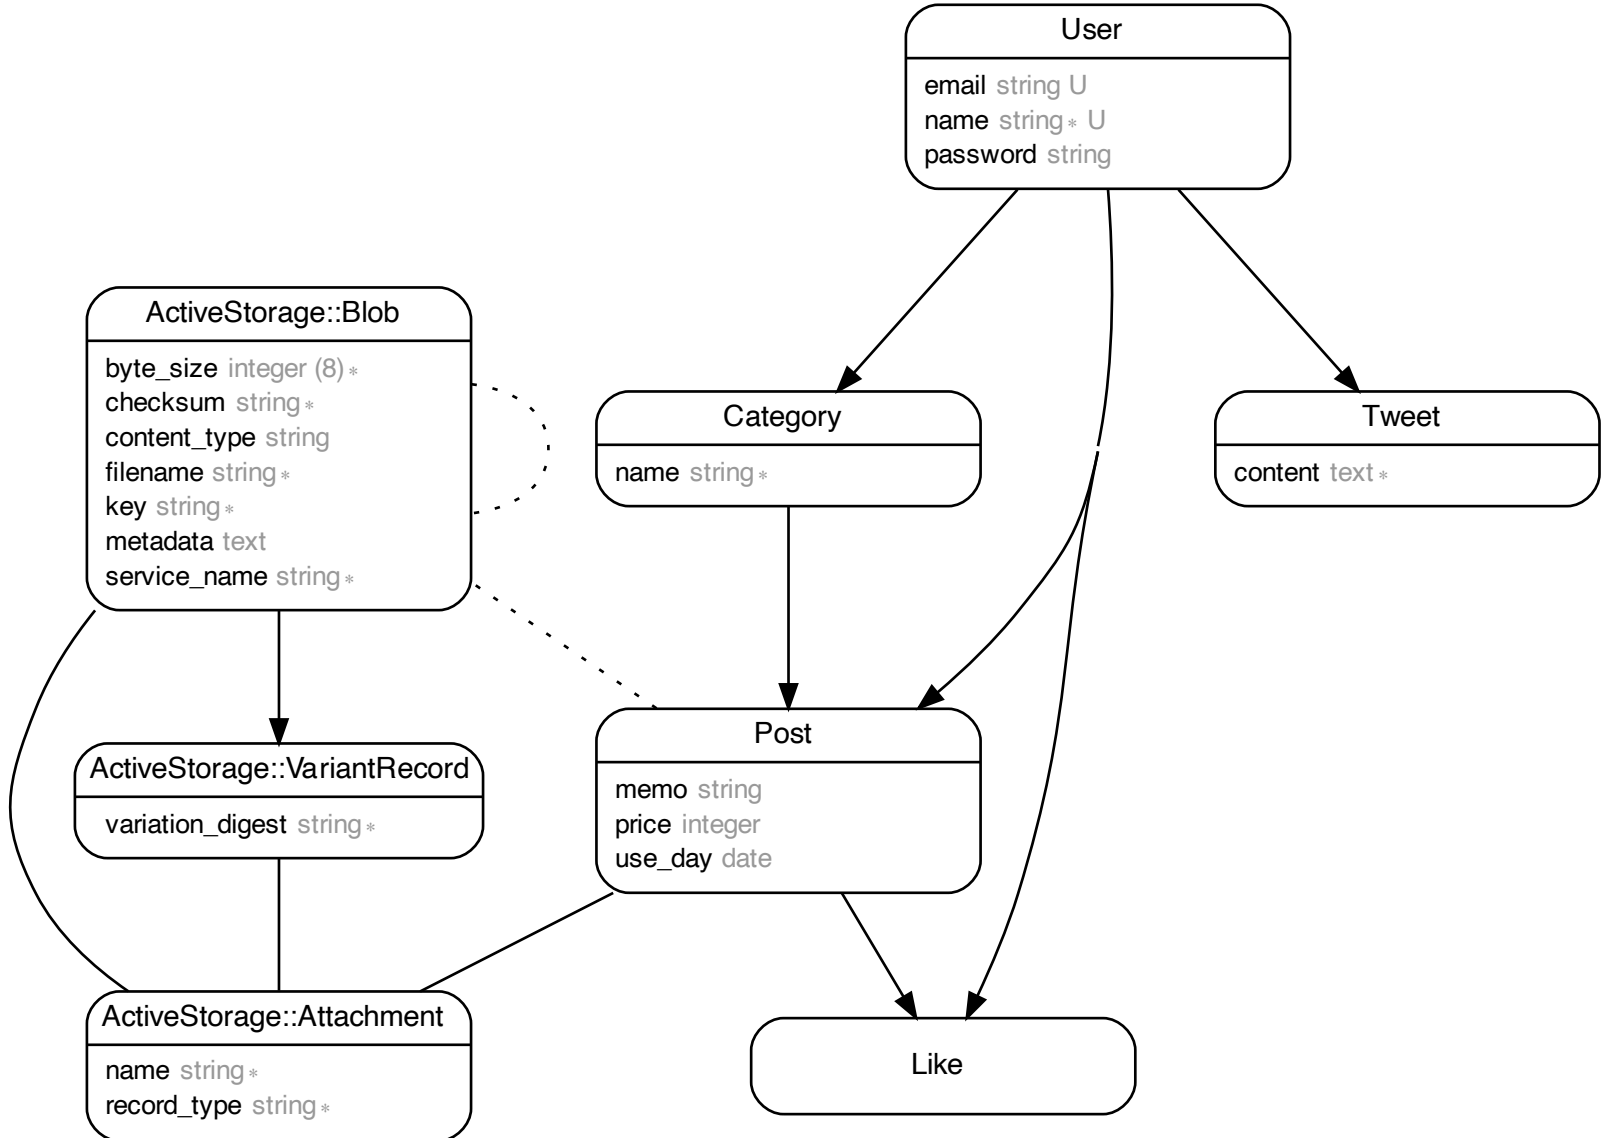 User
email string U
name string∗ U
password string
ActiveStorage::Blob
byte_size integer (8)∗
checksum string∗
content_type string
filename string∗
key string∗
metadata text
service_name string∗
Category
name string∗
Tweet
content text∗
ActiveStorage::VariantRecord
variation_digest string∗
Post
memo string
price integer
use_day date
ActiveStorage::Attachment
name string∗
record_type string∗
Like